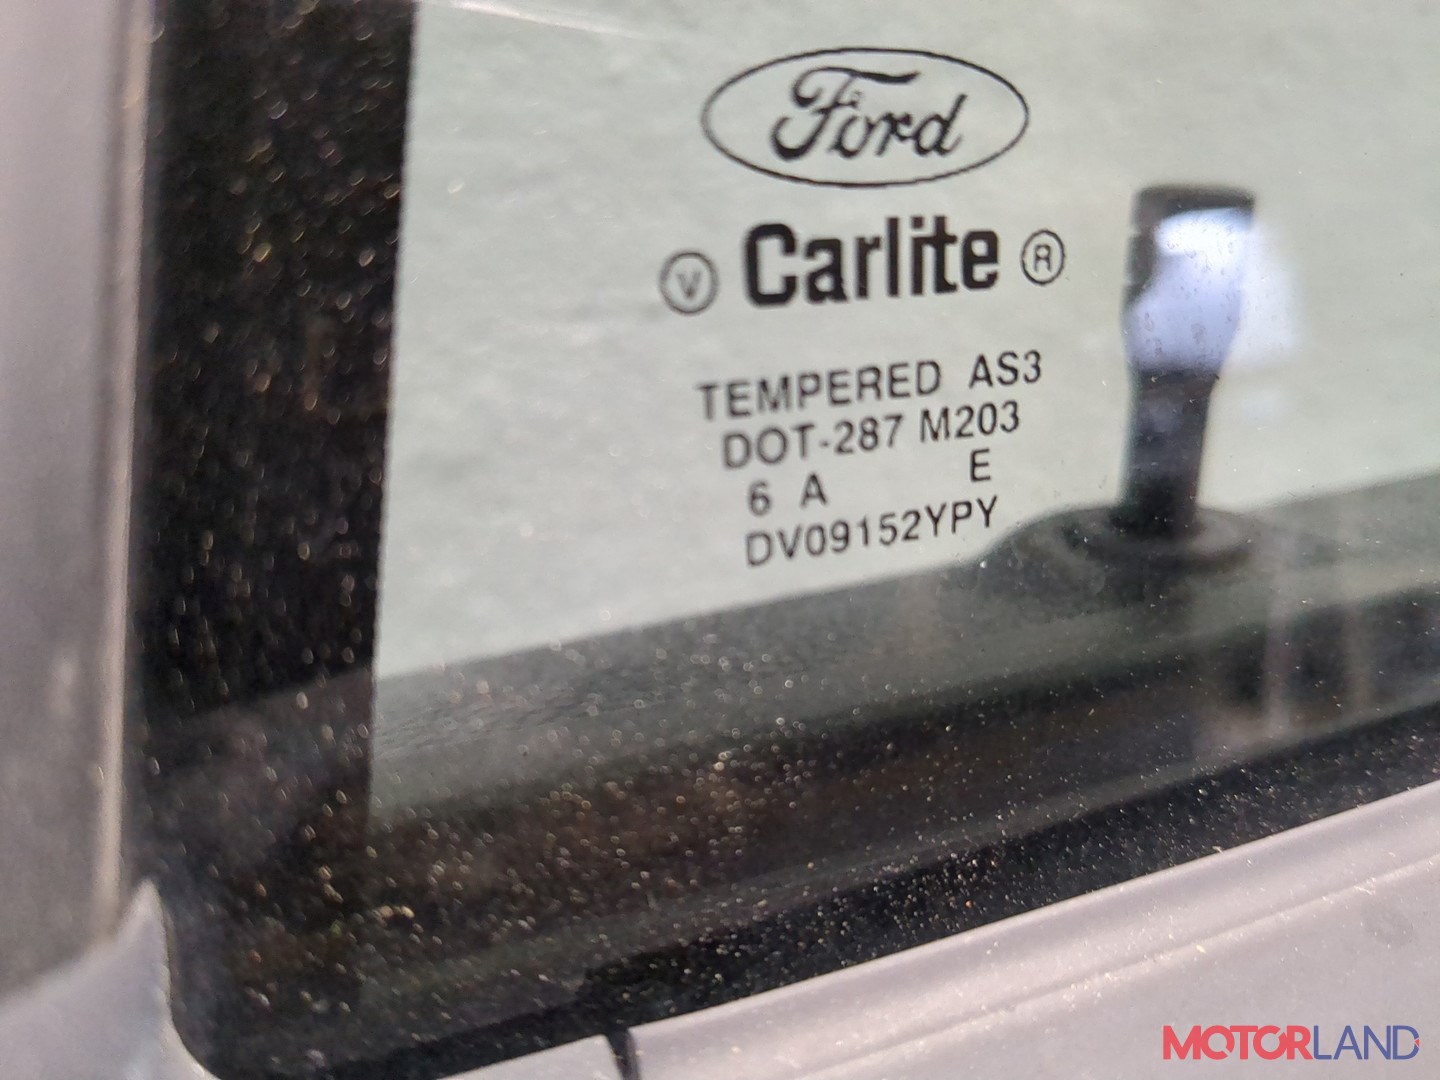 Ford
V Carlite R
TEMPERED AS3
DOT-287 M203
6 A E
DV09152YPY
MOTORLAND